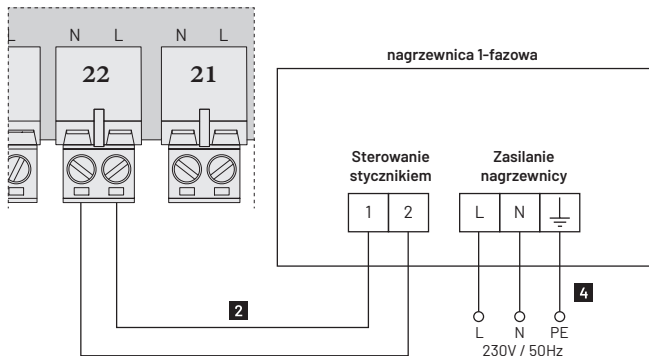 L N L N L
22 21
nagrzewnica 1-fazowa
Sterowanie
stycznikiem
Zasilanie
nagrzewnicy
1 2
L N
2
4
L N PE
230V / 50Hz